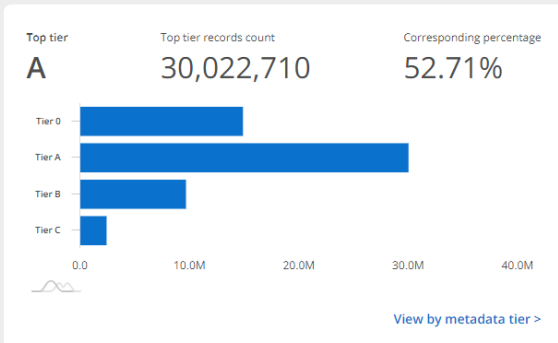 Top tier Top tier records count Corresponding percentage
A 30,022,710 52.71%
Tier 0
Tier A
Tier B
Tier C
0.0 10.0M 20.0M 30.0M 40.0M
View by metadata tier >